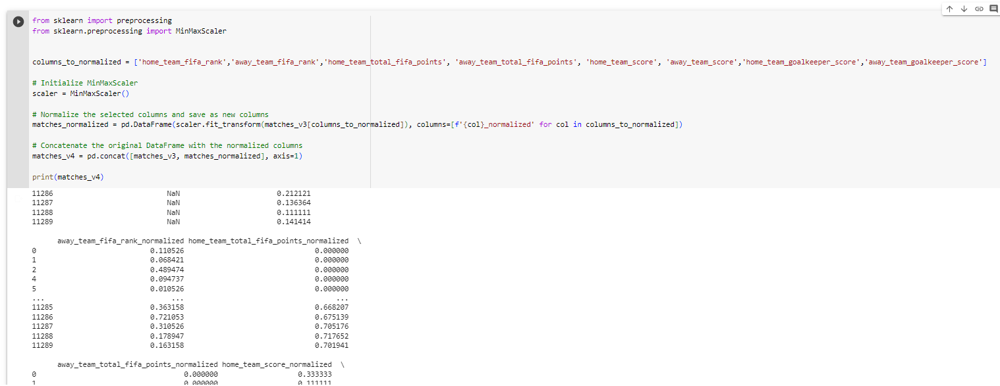 from sklearn import preprocessing
from sklearn.preprocessing import MinMaxScaler
columns_to_normalized = ['home_team_fifa_rank','away_team_fifa_rank','home_team_total_fifa_points', 'away_team_total_fifa_points', 'home_team_score', 'away_team_score','home_team_goalkeeper_score','away_team_goalkeeper_score']
# Initialize MinMaxScaler
scaler = MinMaxScaler()
# Normalize the selected columns and save as new columns
matches_normalized = pd.DataFrame(scaler.fit_transform(matches_v3[columns_to_normalized]), columns=[f'{col}_normalized' for col in columns_to_normalized])
# Concatenate the original DataFrame with the normalized columns
matches_v4 = pd.concat([matches_v3, matches_normalized], axis=1)
print(matches_v4)
11286 NaN 0.212121
11287 NaN 0.136364
11288 NaN 0.111111
11289 NaN 0.141414
away_team_fifa_rank_normalized home_team_total_fifa_points_normalized \
0 0.110526 0.000000
1 0.068421 0.000000
2 0.489474 0.000000
4 0.094737 0.000000
5 0.010526 0.000000
... ... ...
11285 0.363158 0.668207
11286 0.721053 0.675139
11287 0.310526 0.705176
11288 0.178947 0.717652
11289 0.163158 0.701941
away_team_total_fifa_points_normalized home_team_score_normalized \
0 0.000000 0.333333
1 0.000000 0.111111